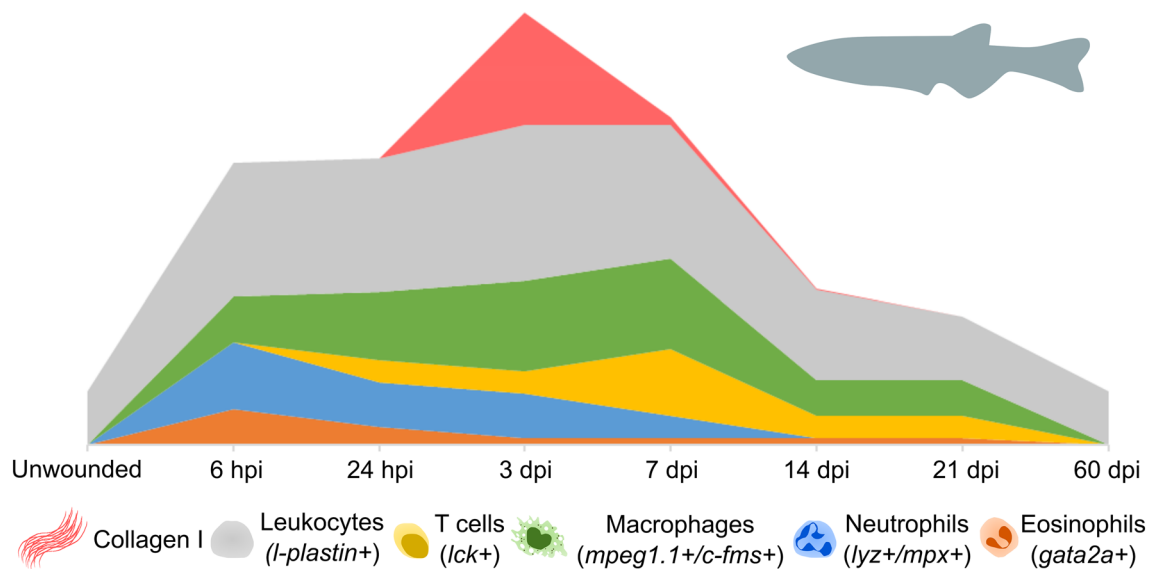 Unwounded 6 hpi 24 hpi 3 dpi 7 dpi 14 dpi 21 dpi 60 dpi
Collagen I
Leukocytes
(l-plastin+)
T cells
(lck+)
Macrophages
(mpeg1.1+/c-fms+)
Neutrophils
(lyz+/mpx+)
Eosinophils
(gata2a+)